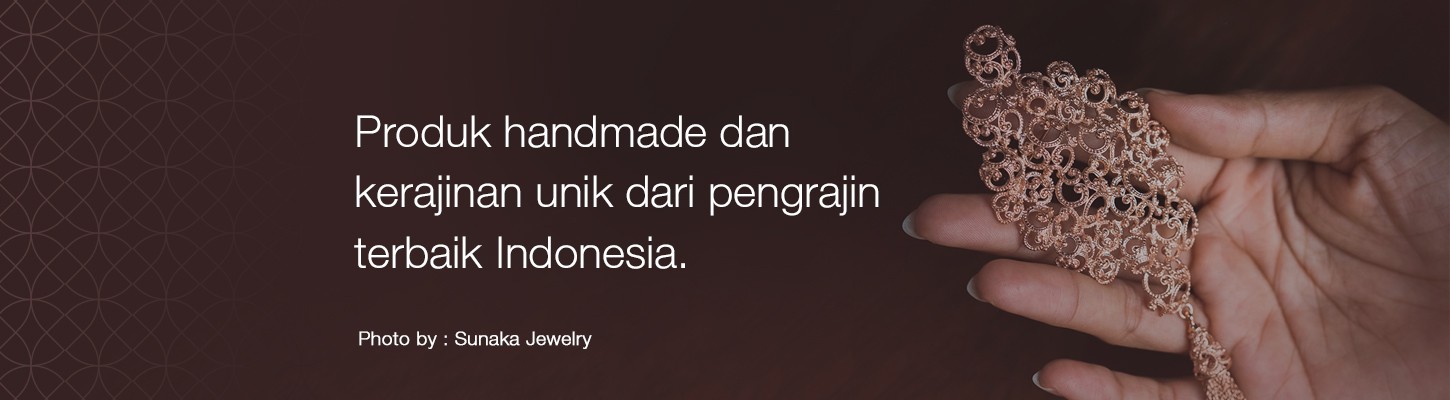 Produk handmade dan
kerajinan unik dari pengrajin
terbaik Indonesia.
Photo by : Sunaka Jewelry